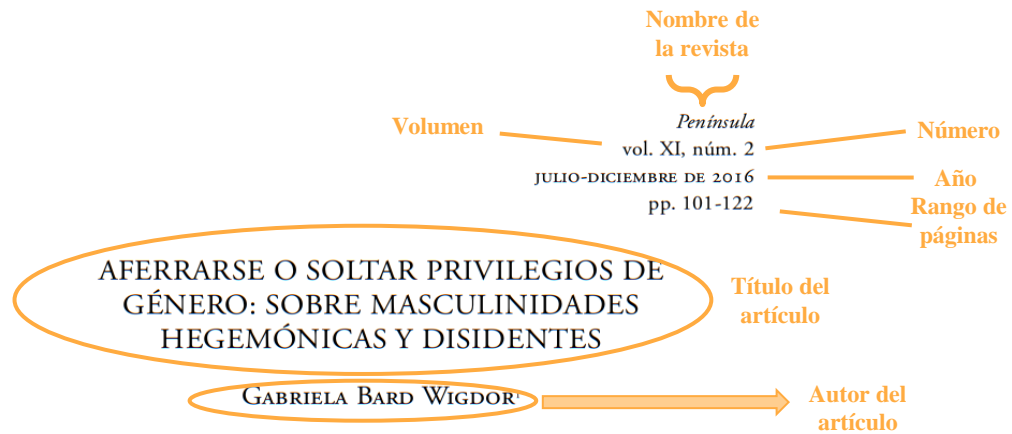 Nombre de
la revista
Península
Volumen
vol. XI, núm. 2
Número
JULIO-DICIEMBRE DE 2016
Año
pp. 101-122
Rango de
páginas
AFERRARSE O SOLTAR PRIVILEGIOS DE
GÉNERO: SOBRE MASCULINIDADES
HEGEMÓNICAS Y DISIDENTES
Título del
artículo
GABRIELA BARD WIGDOR¹
Autor del
artículo